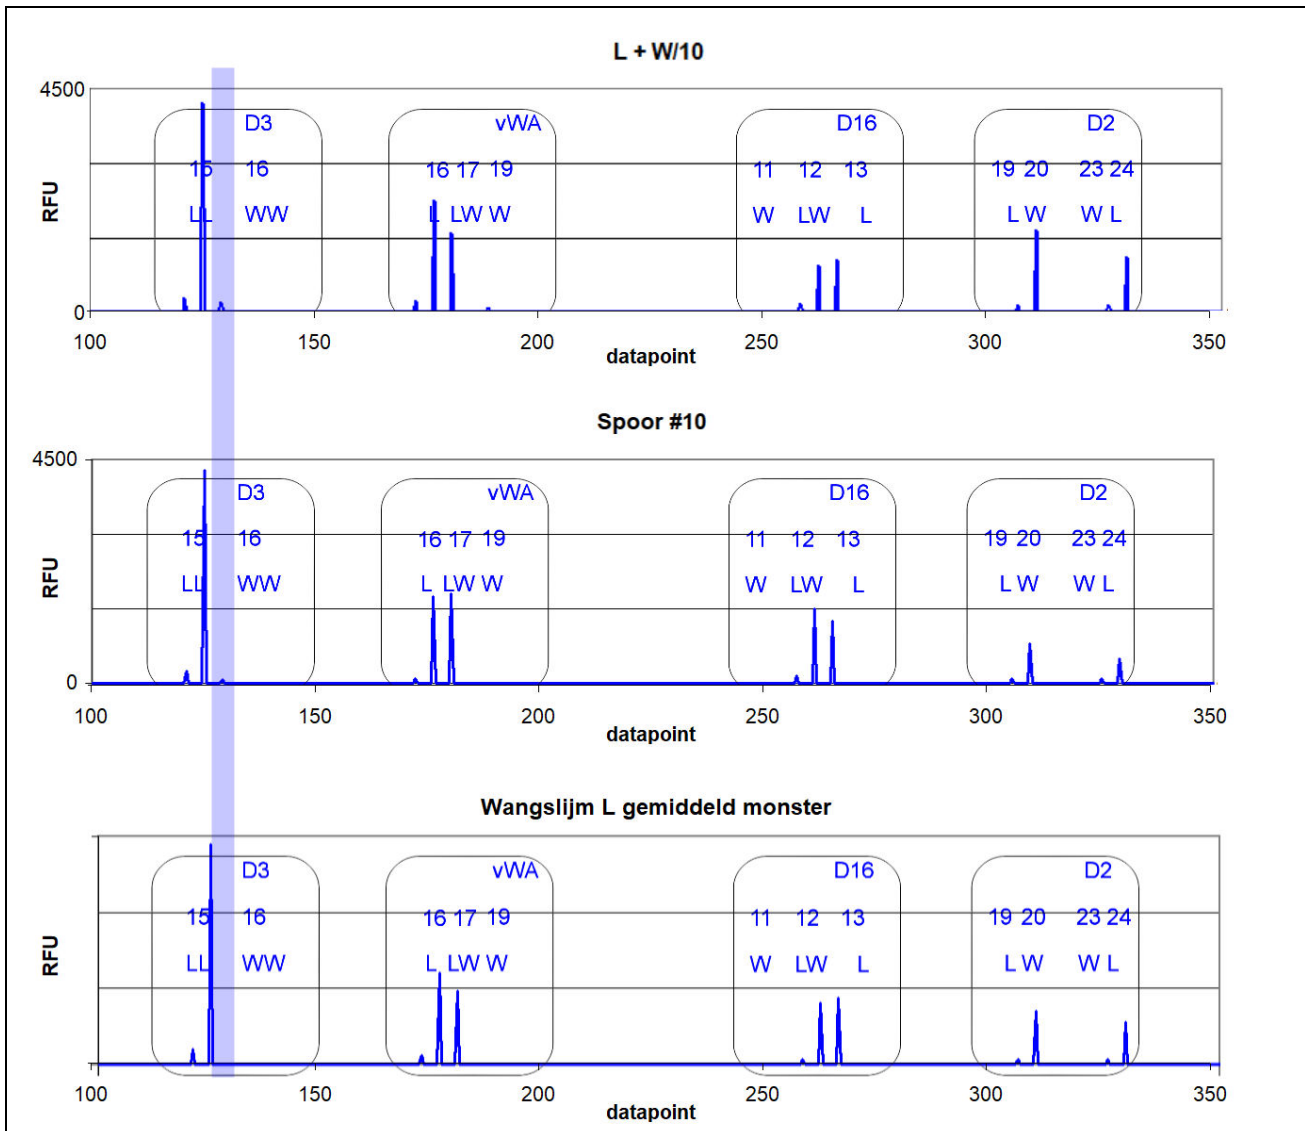 L + W/10
4500
D3 vWA D16 D2
15 16 16 17 19 11 12 13 19 20 23 24
LL WW L LW W W LW L L W W L
RFU
0
100 150 200 250 300 350
datapoint
Spoor #10
4500
D3 vWA D16 D2
15 16 16 17 19 11 12 13 19 20 23 24
LL WW L LW W W LW L L W W L
RFU
0
100 150 200 250 300 350
datapoint
Wangslijm L gemiddeld monster
D3 vWA D16 D2
15 16 16 17 19 11 12 13 19 20 23 24
LL WW L LW W W LW L L W W L
RFU
100 150 200 250 300 350
datapoint